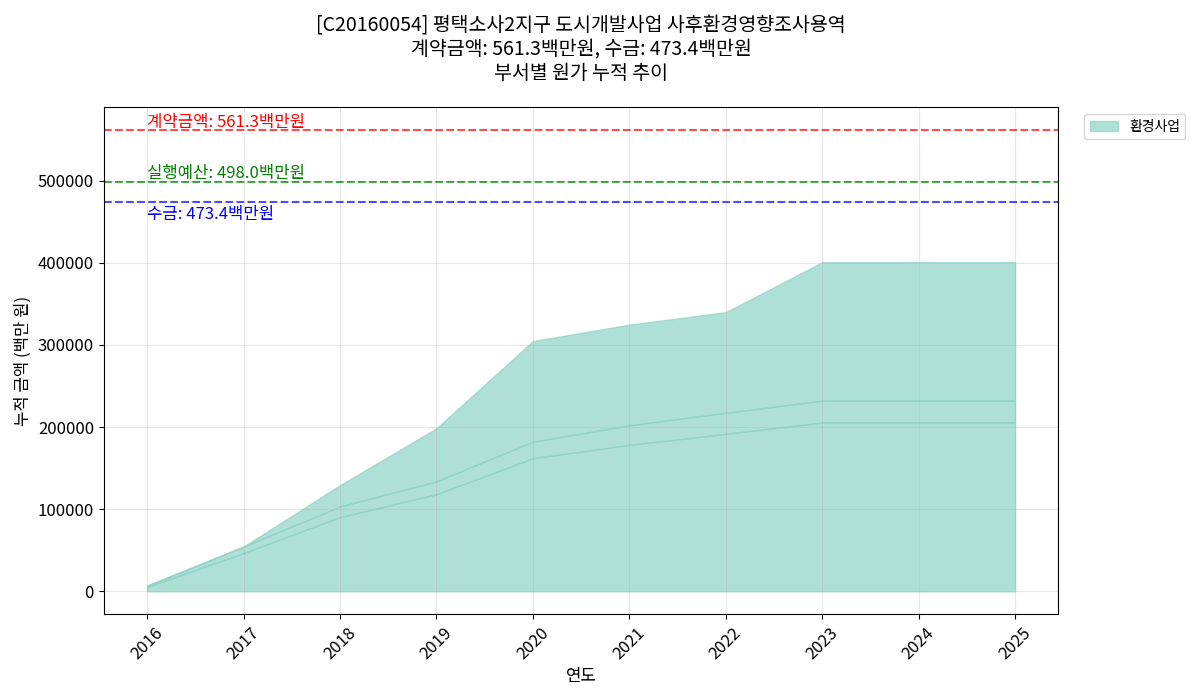 [C20160054] 평택소사2지구 도시개발사업 사후환경영향조사용역
계약금액: 561.3백만원, 수금: 473.4백만원
부서별 원가 누적 추이
계약금액: 561.3백만원
환경사업
실행예산: 498.0백만원
500000
수금: 473.4백만원
400000
300000
200000
100000
0
누적 금액 (백만 원)
2016
2017
2018
2019
2020
2021
2022
2023
2024
2025
연도